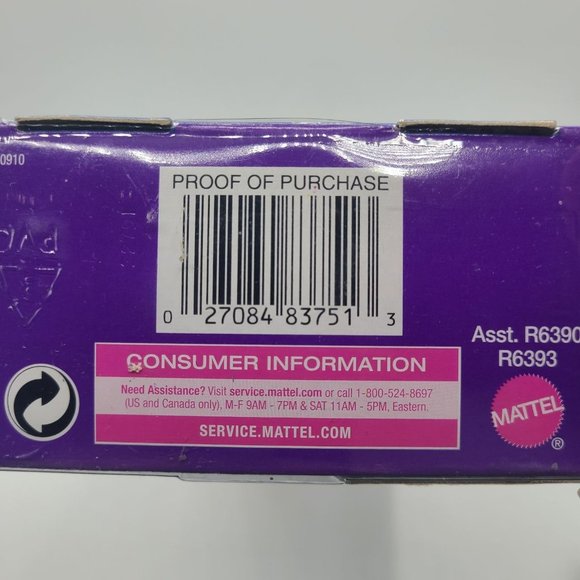 0910
PROOF OF PURCHASE
0 27084 83751 3
PVC
Asst. R6390
R6393
CONSUMER INFORMATION
Need Assistance? Visit service.mattel.com or call 1-800-524-8697
(US and Canada only), M-F 9AM - 7PM & SAT 11AM - 5PM, Eastern.
SERVICE.MATTEL.COM
MATTEL
®